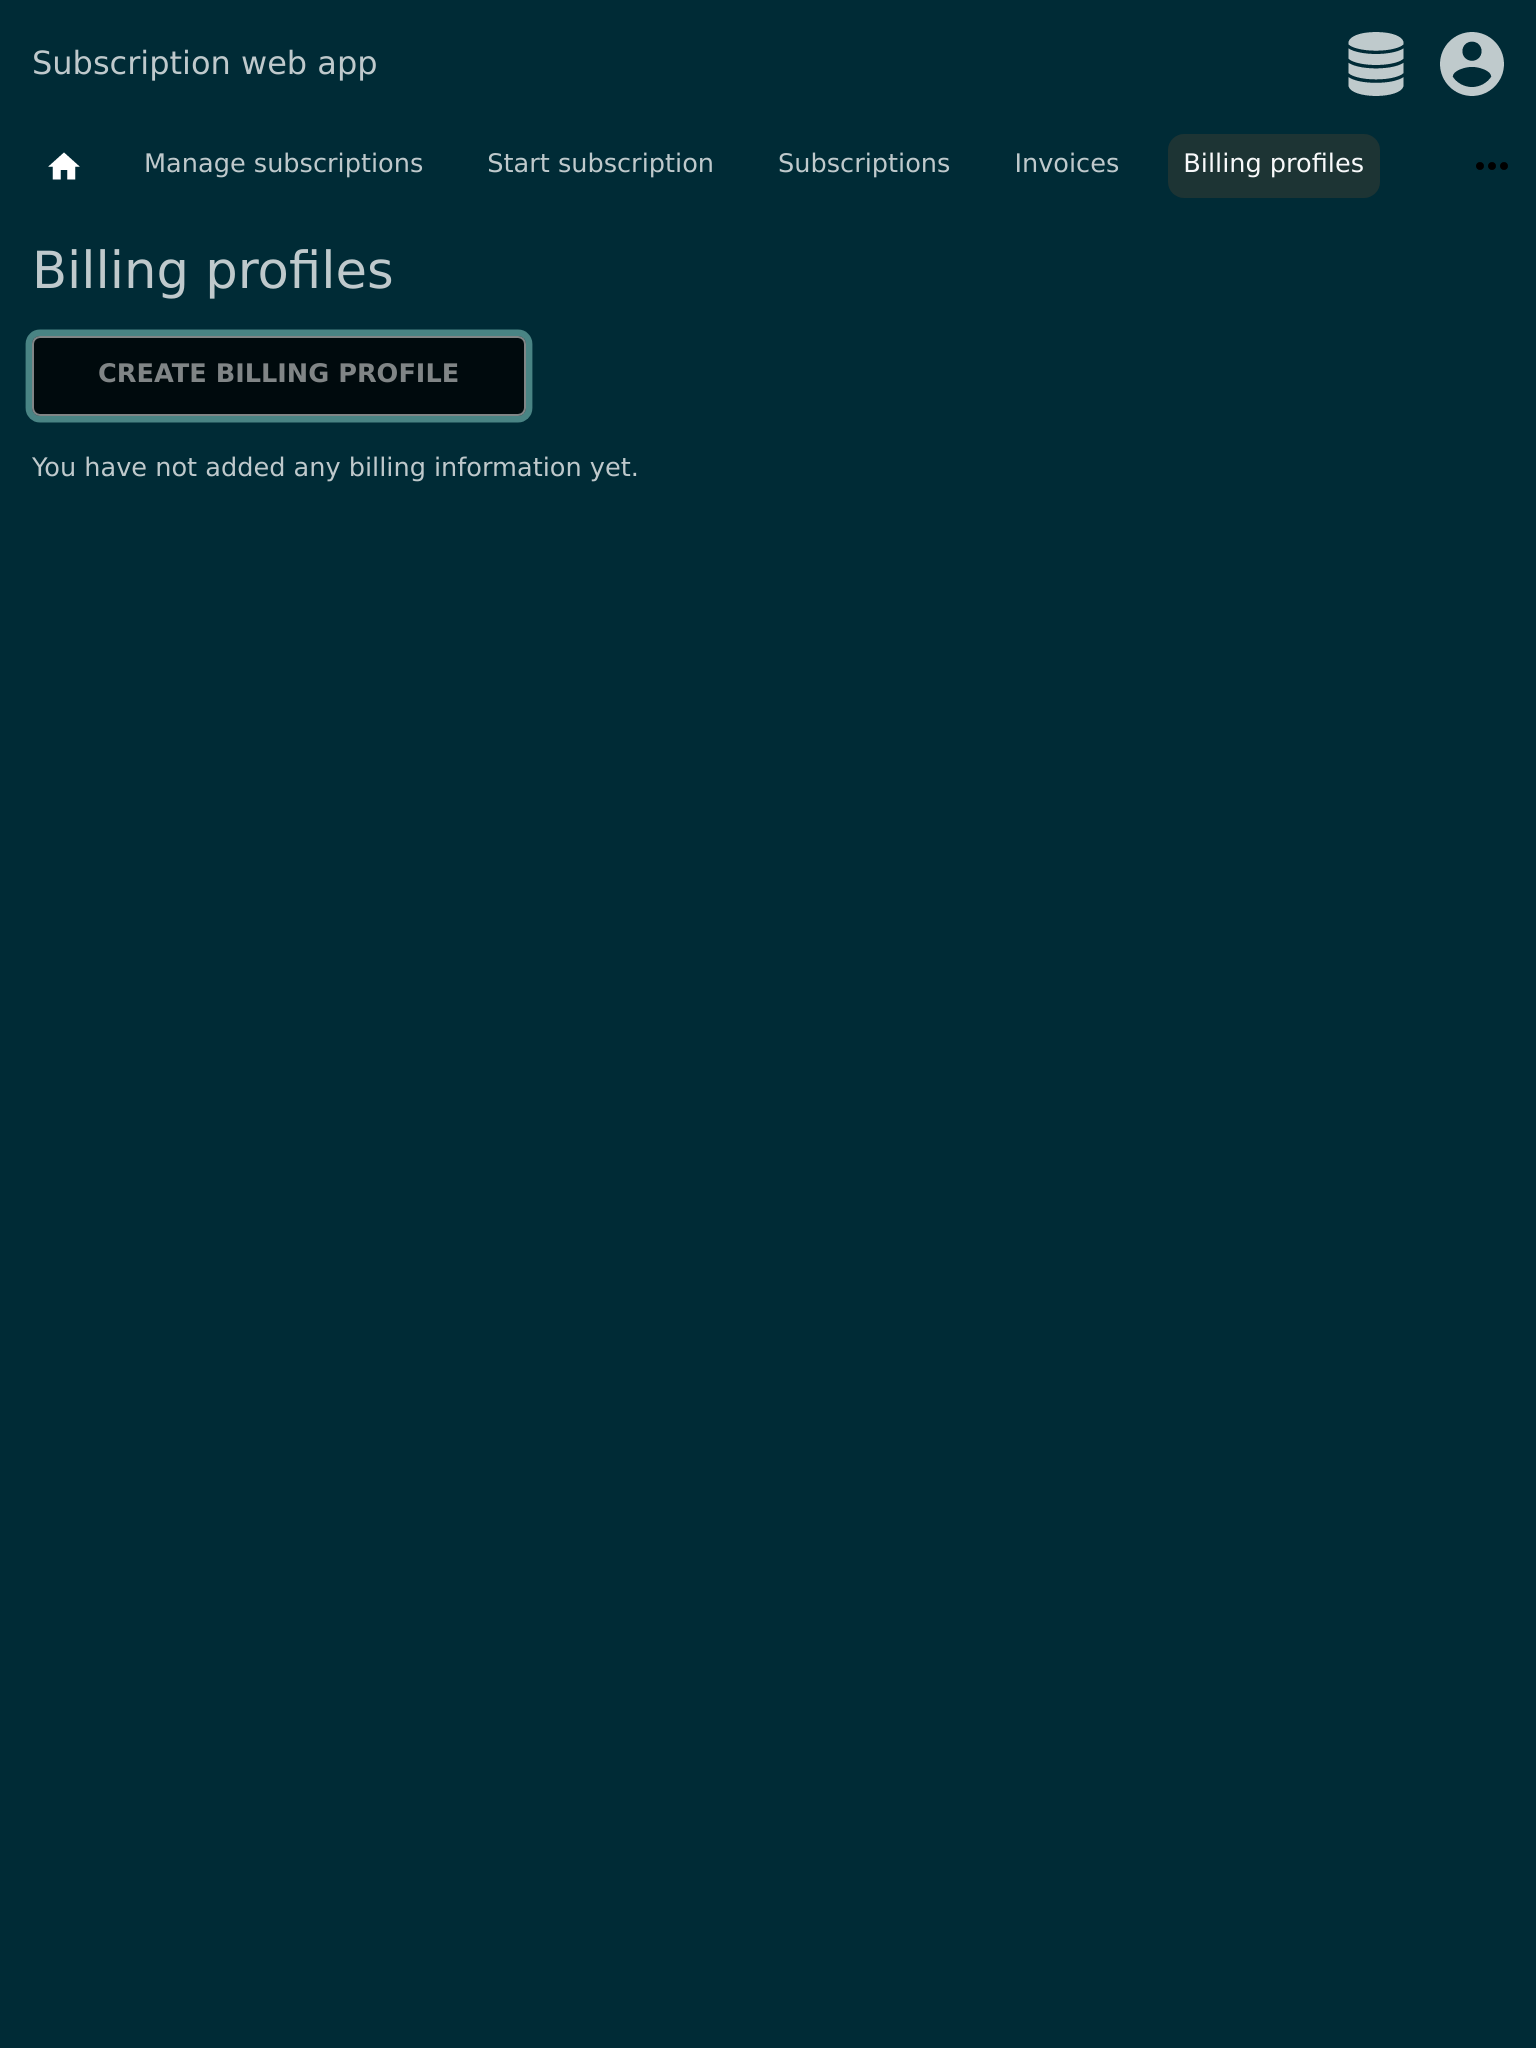 Subscription web app
Manage subscriptions Start subscription Subscriptions Invoices Billing profiles
Billing profiles
CREATE BILLING PROFILE
You have not added any billing information yet.